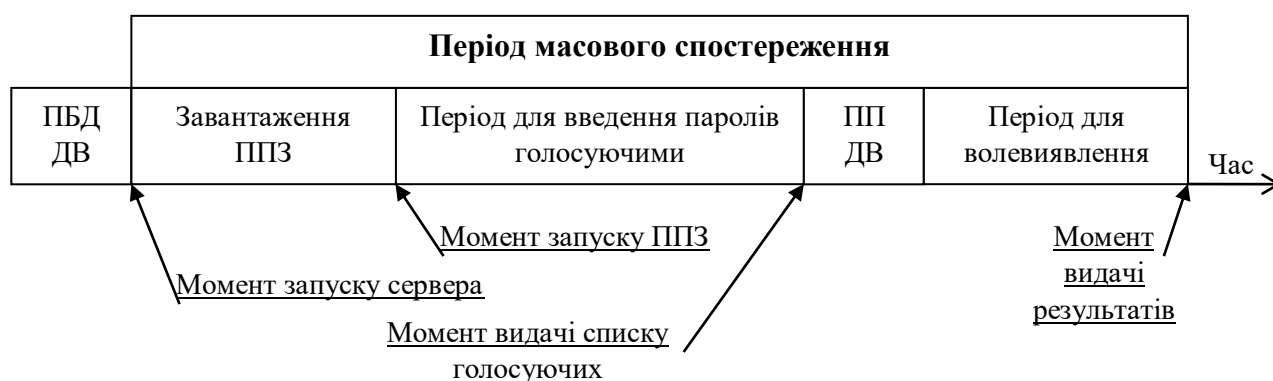 Період масового спостереження
ПБД
ДВ
Завантаження
ППЗ
Період для введення паролів
голосуючими
ПП
ДВ
Період для
волевиявлення
Час
Момент запуску ППЗ
Момент запуску сервера
Момент видачі списку
голосуючих
Момент
видачі
результатів